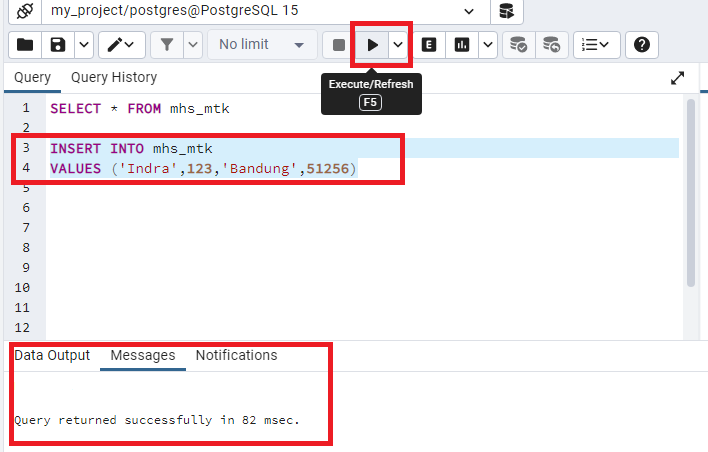 my_project/postgres@PostgreSQL 15
No limit
E
Query
Query History
Execute/Refresh
F5
1 SELECT * FROM mhs_mtk
2
3 INSERT INTO mhs_mtk
4 VALUES ('Indra',123,'Bandung',51256)
5
6
7
8
9
10
11
12
Data Output
Messages
Notifications
Query returned successfully in 82 msec.